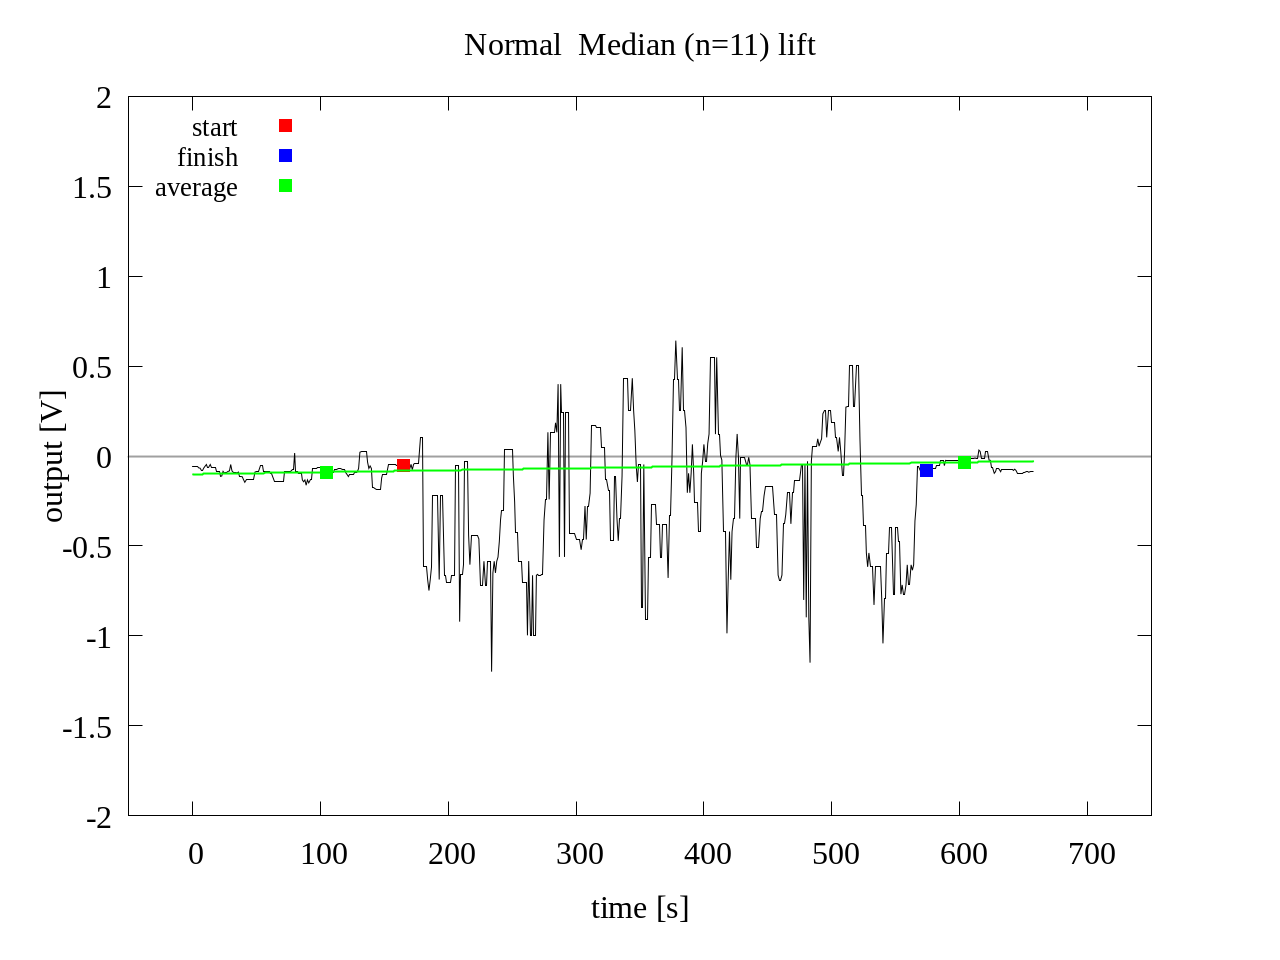 Normal  Median (n=11) lift
2
1.5
1
0.5
0
-0.5
-1
-1.5
-2
start
finish
average
output [V]
0 100 200 300 400 500 600 700
time [s]